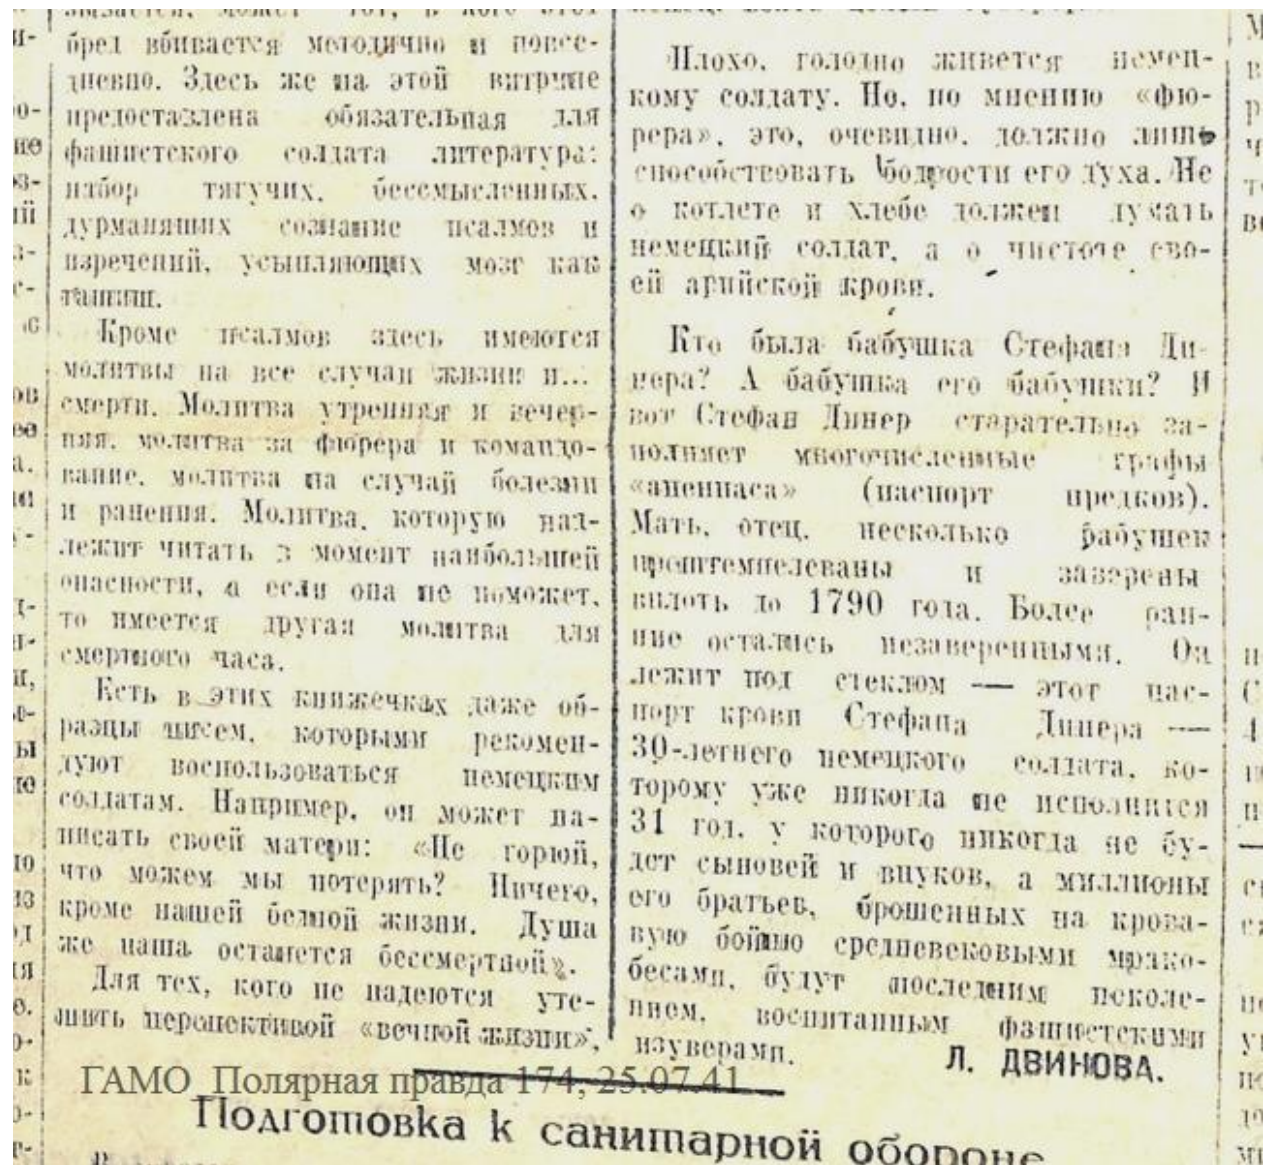 бред вбивается методично и повсе-
дневно. Здесь же на этой витрине
предоставлена обязательная для
фашистского солдата литература:
набор тягучих, бессмысленных,
дурманящих сознание псалмов и
изречений, усыпляющих мозг как
гашиш.
Кроме псалмов здесь имеются
молитвы на все случаи жизни и...
смерти. Молитва утренняя и вечер-
няя, молитва за фюрера и командо-
вание, молитва на случай болезни
и ранения. Молитва, которую над-
лежит читать в момент наибольшей
опасности, а если она не поможет,
то имеется другая молитва для
смертного часа.
Есть в этих книжечках даже об-
разцы писем, которыми рекомен-
дуют воспользоваться немецким
солдатам. Например, он может на-
писать своей матери: «Не горюй,
что можем мы потерять? Ничего,
кроме нашей бедной жизни. Душа
же наша останется бессмертной».
Для тех, кого не надеются уте-
шить перспективой «вечной жизни»,
Плохо, голодно живется немец-
кому солдату. Но, по мнению «фю-
рера», это, очевидно, должно лишь
способствовать бодрости его духа. Не
о котлете и хлебе должен думать
немецкий солдат, а о чистоте сво-
ей арийской крови.
Кто была бабушка Стефана Ди-
нера? А бабушка его бабушки? И
вот Стефан Динер старательно за-
полняет многочисленные графы
«аненпаса» (паспорт предков).
Мать, отец, несколько бабушек
проштемпелеваны и заверены
вплоть до 1790 года. Более ран-
ние остались незаверенными. Он
лежит под стеклом — этот пас-
порт крови Стефана Динера —
30-летнего немецкого солдата, ко-
торому уже никогда не исполнится
31 год, у которого никогда не бу-
дет сыновей и внуков, а миллионы
его братьев, брошенных на крова-
вую бойню средневековыми мрако-
бесами, будут последним поколе-
нием, воспитанным фашистскими
изуверами.
Л. ДВИНОВА.
ГАМО_Полярная правда 174, 25.07.41
Подготовка к санитарной обороне